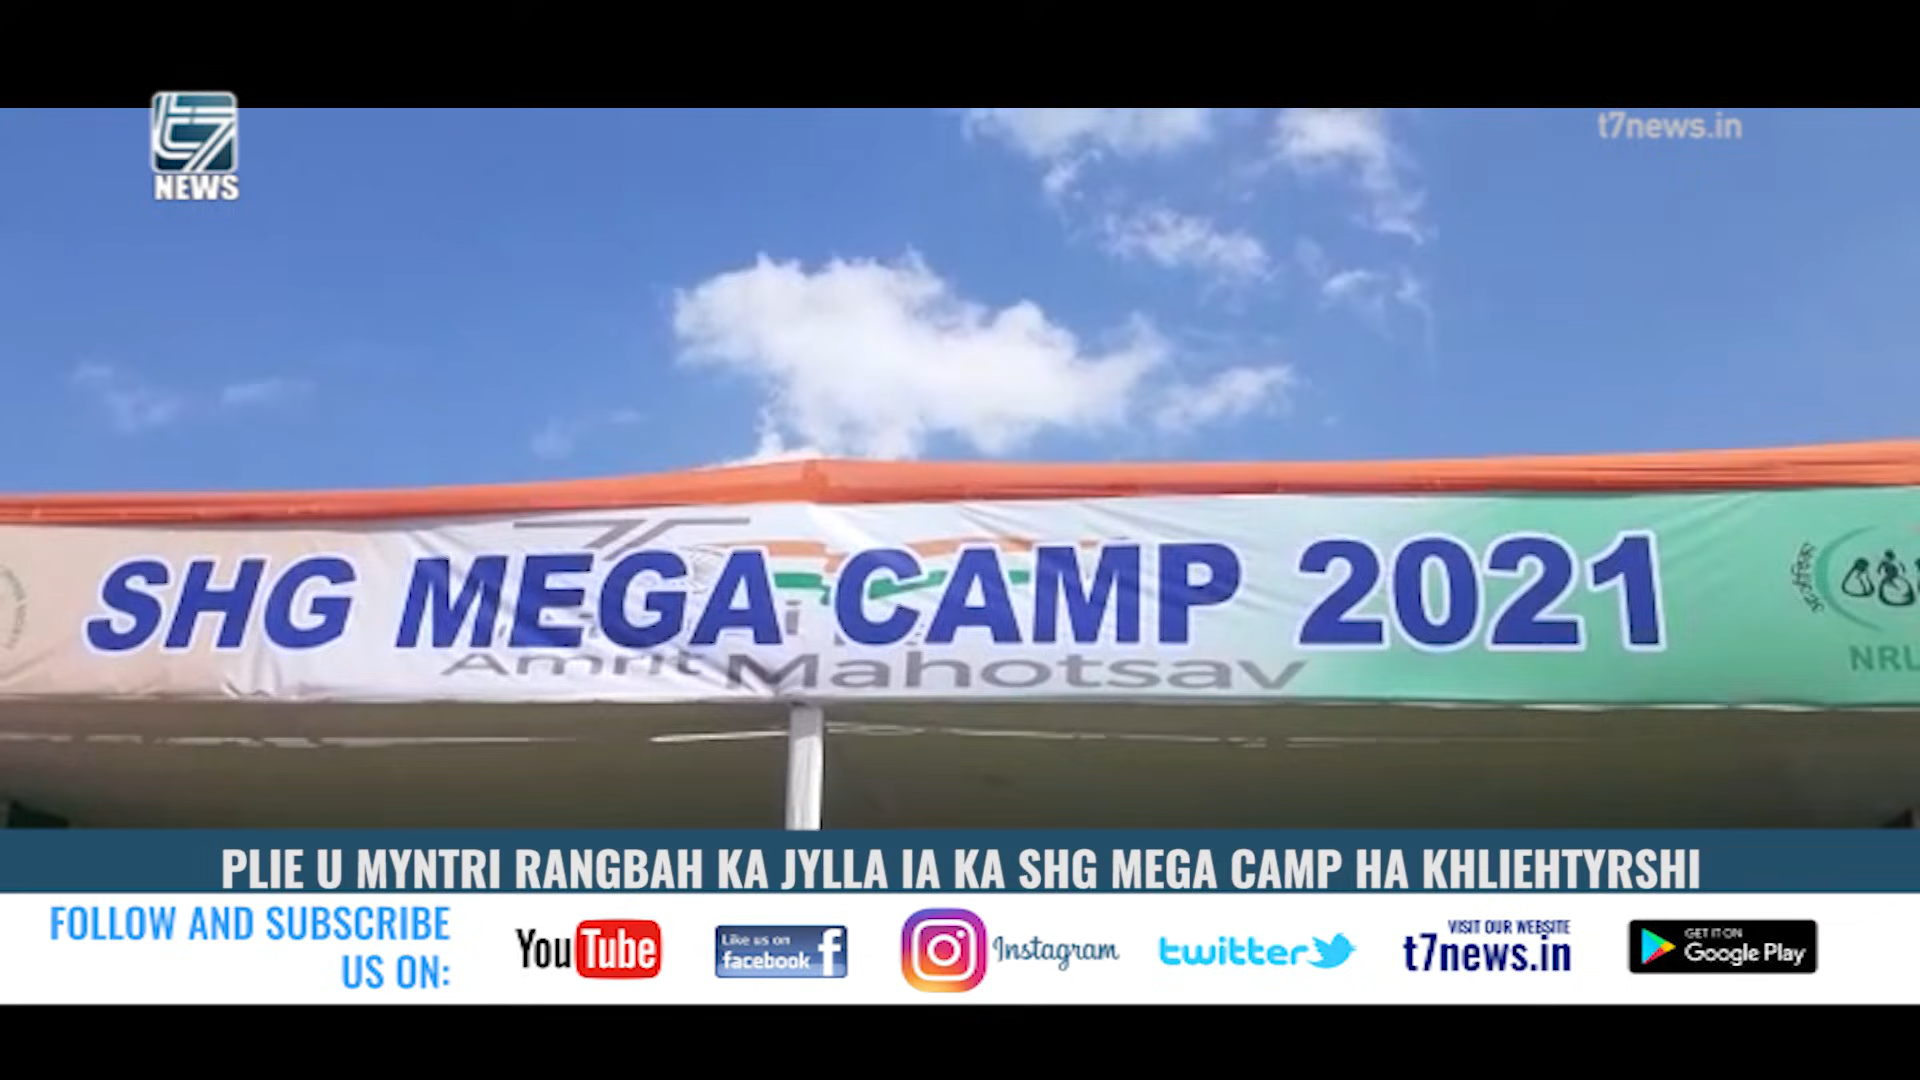 NEWS
t7news.in
SHG MEGA CAMP 2021
Amrit Mahotsav
PLIE U MYNTRI RANGBAH KA JYLLA IA KA SHG MEGA CAMP HA KHLIEHTYRSHI
FOLLOW AND SUBSCRIBE
US ON:
YouTube
Like us on
facebook
Instagram
twitter
VISIT OUR WEBSITE
t7news.in
GET IT ON
Google Play